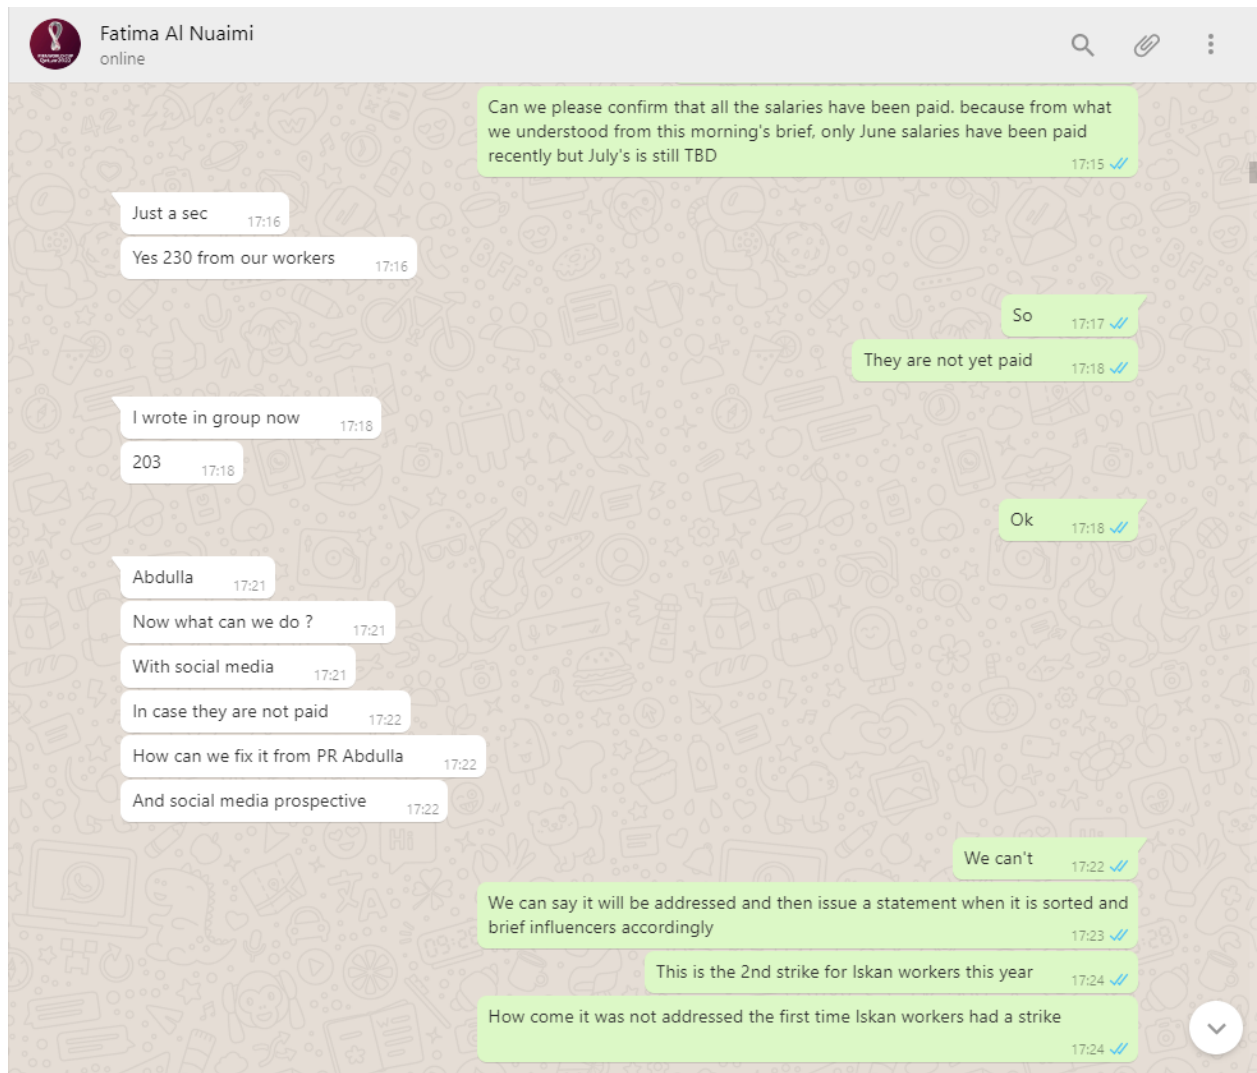 Fatima Al Nuaimi
online
Can we please confirm that all the salaries have been paid. because from what
we understood from this morning's brief, only June salaries have been paid
recently but July's is still TBD
17:15
Just a sec 17:16
Yes 230 from our workers 17:16
So 17:17
They are not yet paid 17:18
I wrote in group now 17:18
203 17:18
Ok 17:18
Abdulla 17:21
Now what can we do ? 17:21
With social media 17:21
In case they are not paid 17:22
How can we fix it from PR Abdulla 17:22
And social media prospective 17:22
We can't 17:22
We can say it will be addressed and then issue a statement when it is sorted and
brief influencers accordingly 17:23
This is the 2nd strike for Iskan workers this year 17:24
How come it was not addressed the first time Iskan workers had a strike
17:24